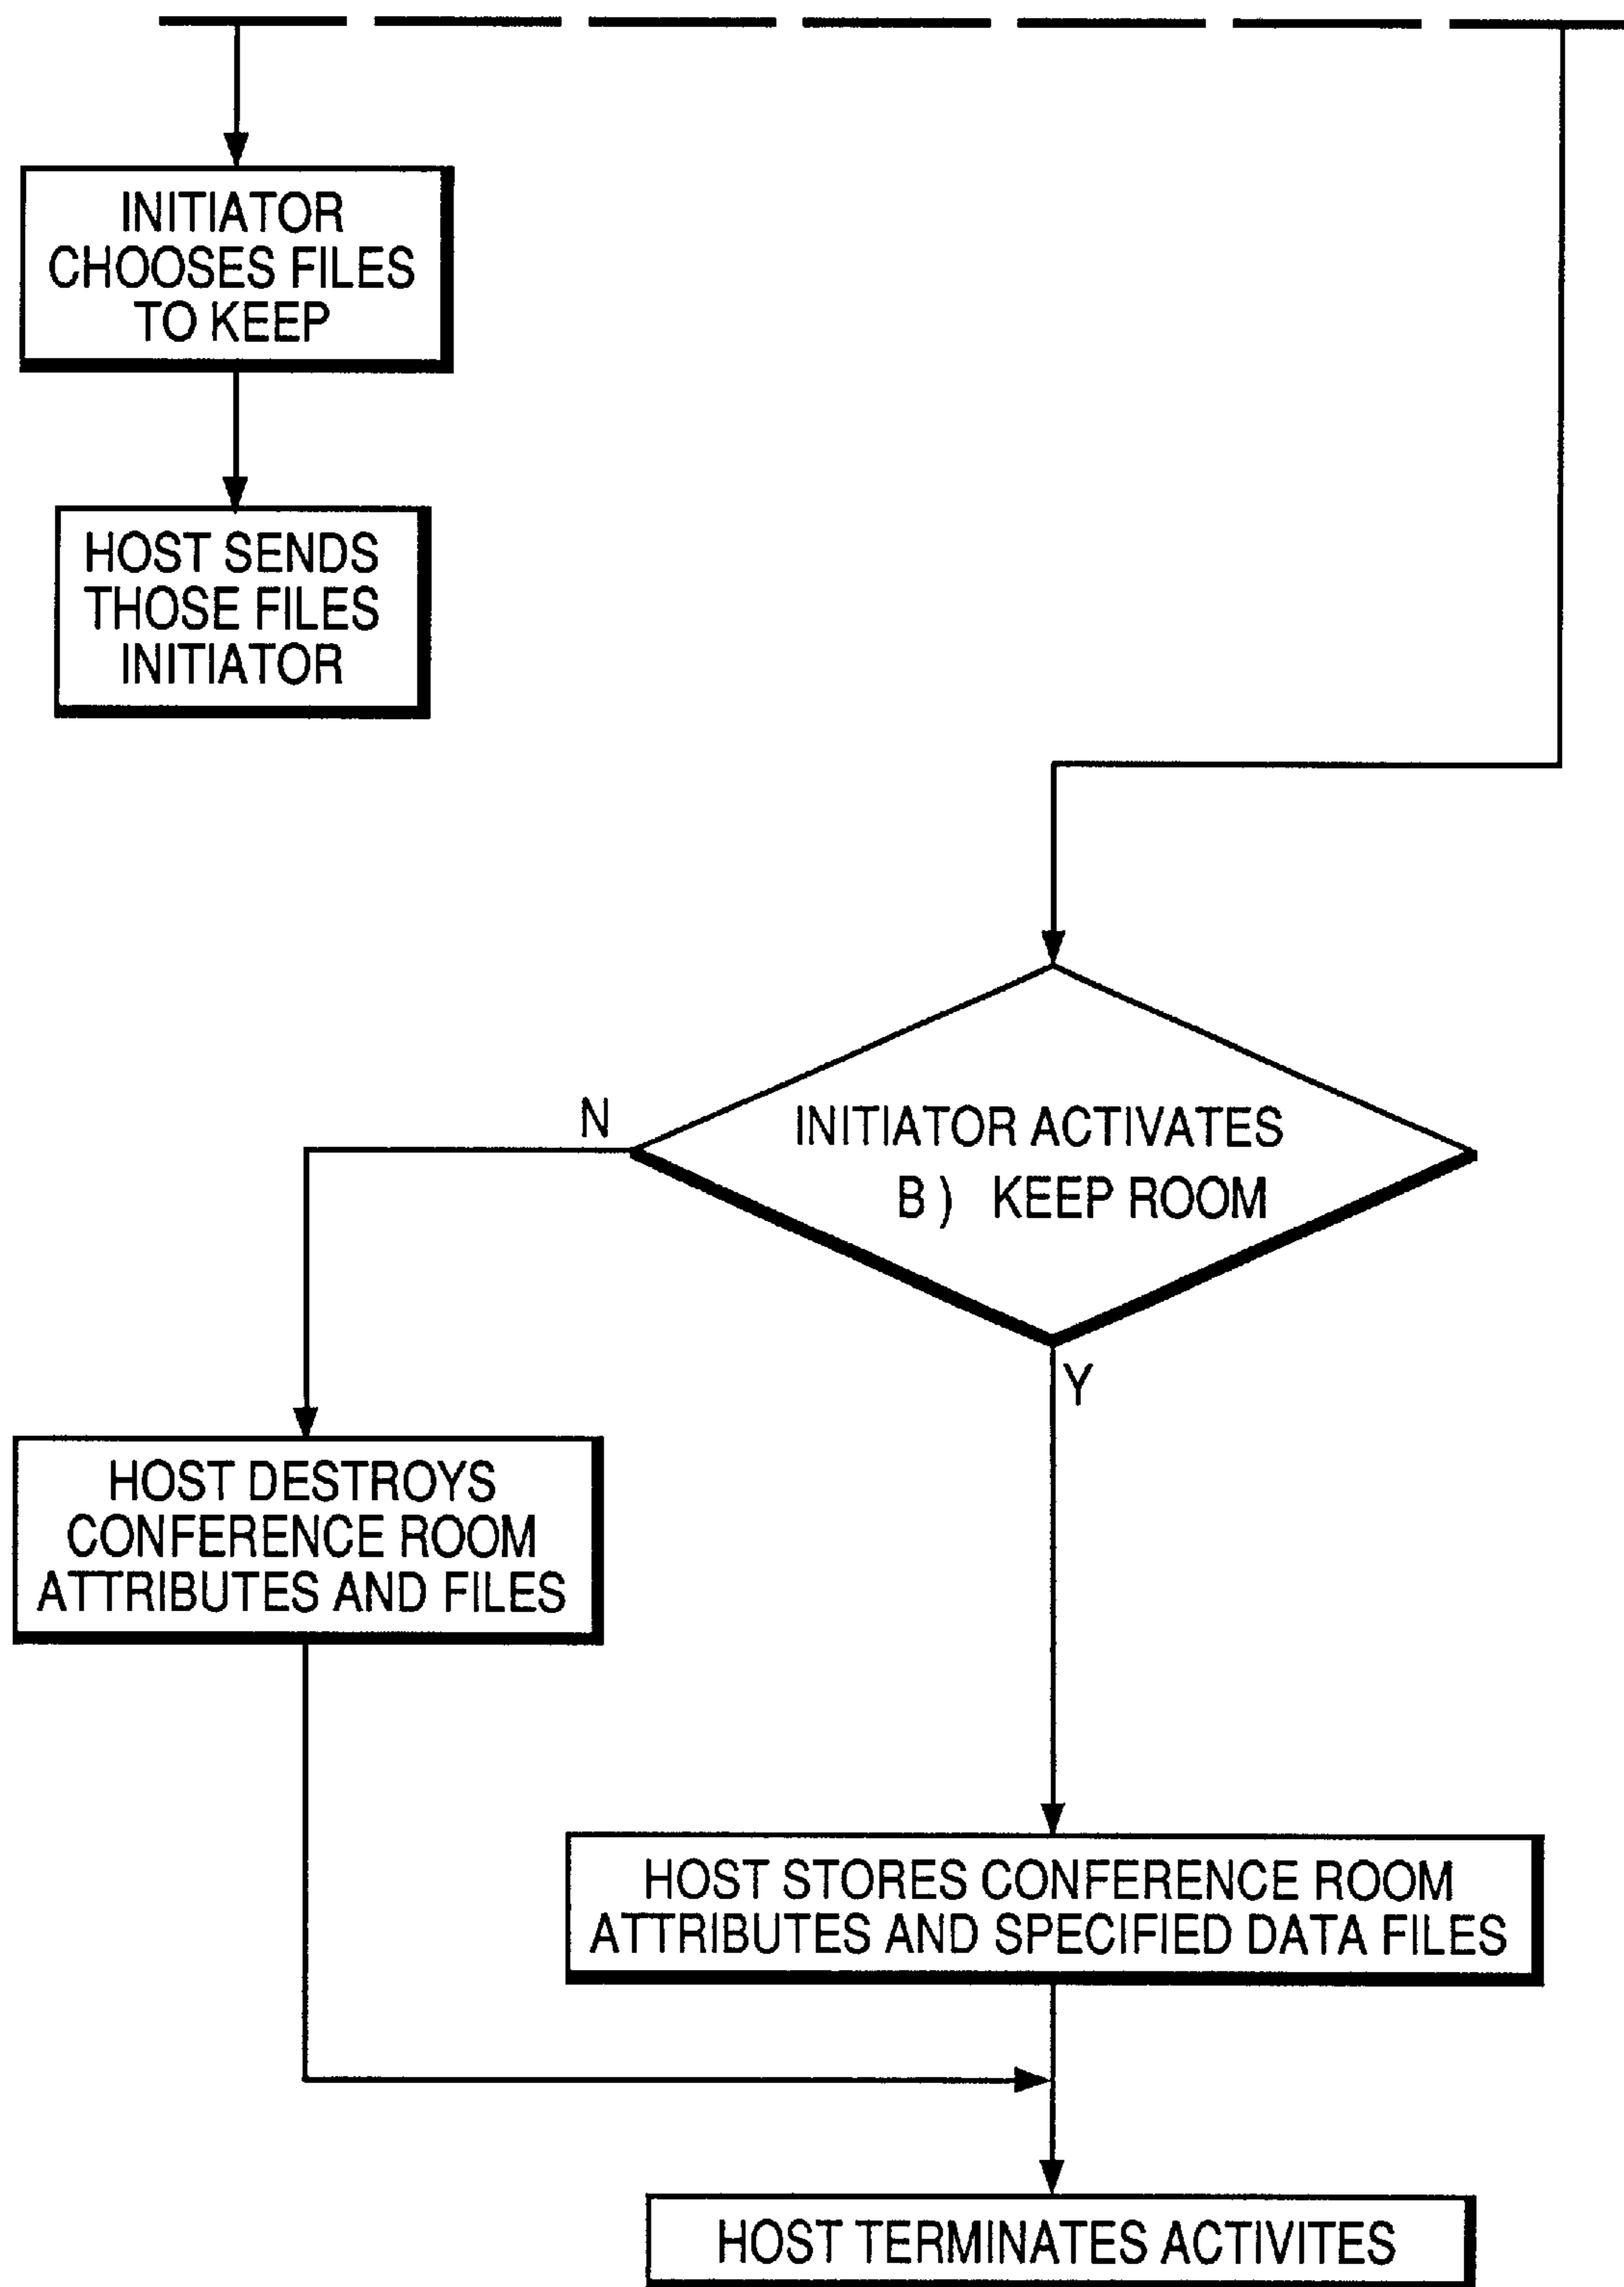 INITIATOR
CHOOSES FILES
TO KEEP
HOST SENDS
THOSE FILES
INITIATOR
N
INITIATOR ACTIVATES
B ) KEEP ROOM
Y
HOST DESTROYS
CONFERENCE ROOM
ATTRIBUTES AND FILES
HOST STORES CONFERENCE ROOM
ATTRIBUTES AND SPECIFIED DATA FILES
HOST TERMINATES ACTIVITES